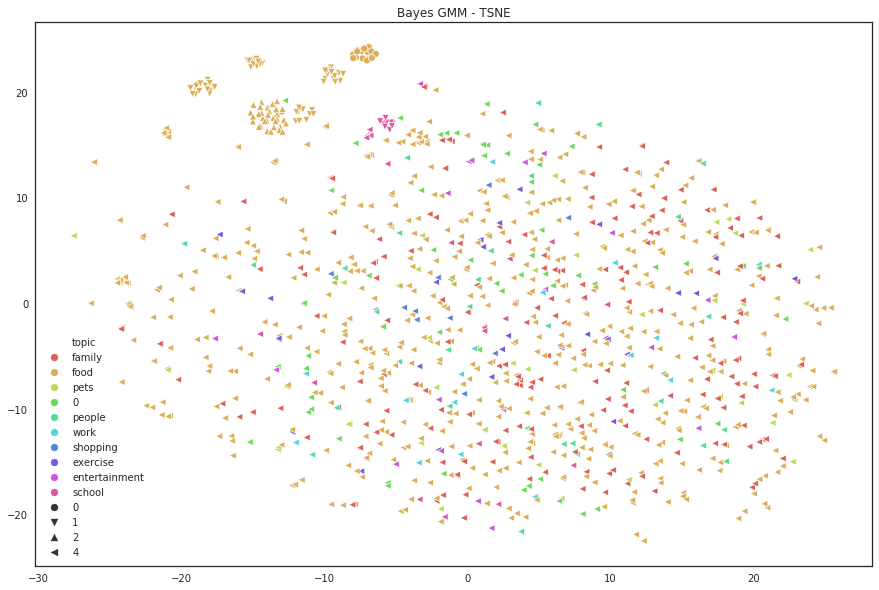 Bayes GMM - TSNE
20
10
0
−10
−20
topic
family
food
pets
0
people
work
shopping
exercise
entertainment
school
0
1
2
4
−30
−20
−10
0
10
20